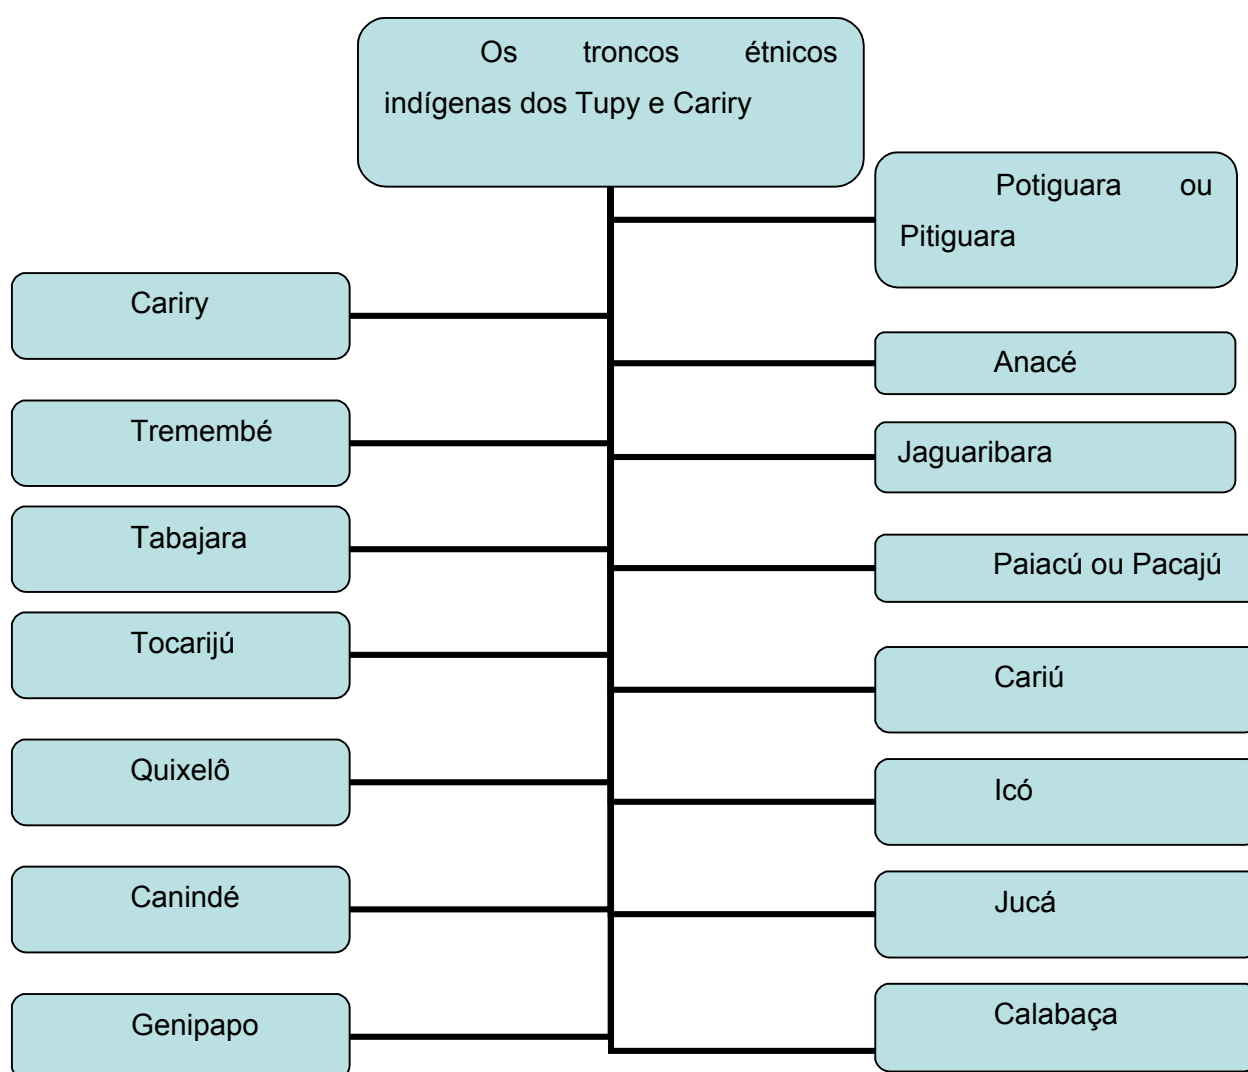 Os troncos étnicos
indígenas dos Tupy e Cariry
Potiguara ou
Pitiguara
Cariry
Anacé
Tremembé
Jaguaribara
Tabajara
Paiacú ou Pacajú
Tocarijú
Cariú
Quixelô
Icó
Canindé
Jucá
Genipapo
Calabaça